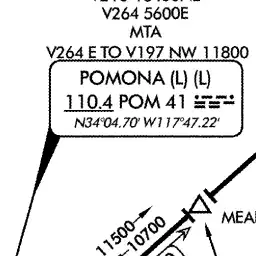 V264 5600E
MTA
V264 E TO V197 NW 11800
POMONA (L) (L)
110.4 POM 41
N34°04.70' W117°47.22'
11500
10700
MEA